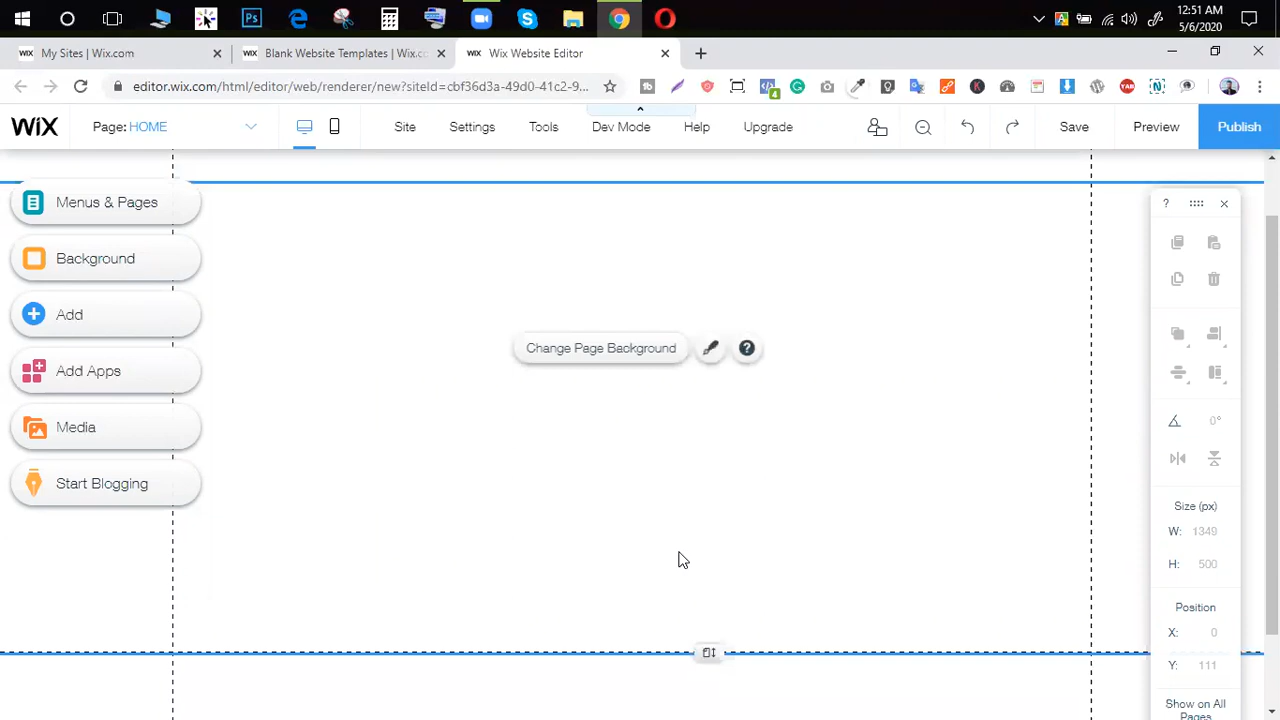 12:51 AM
5/6/2020
WiX My Sites | Wix.com
WiX Blank Website Templates | Wix.c
WiX Wix Website Editor
editor.wix.com/html/editor/web/renderer/new?siteId=cbf36d3a-49d0-41c2-9...
WiX
Page: HOME
Site
Settings
Tools
Dev Mode
Help
Upgrade
Save
Preview
Publish
Menus & Pages
Background
Add
Add Apps
Media
Start Blogging
Change Page Background
?
?
0°
Size (px)
W: 1349
H: 500
Position
X: 0
Y: 111
Show on All
Pages